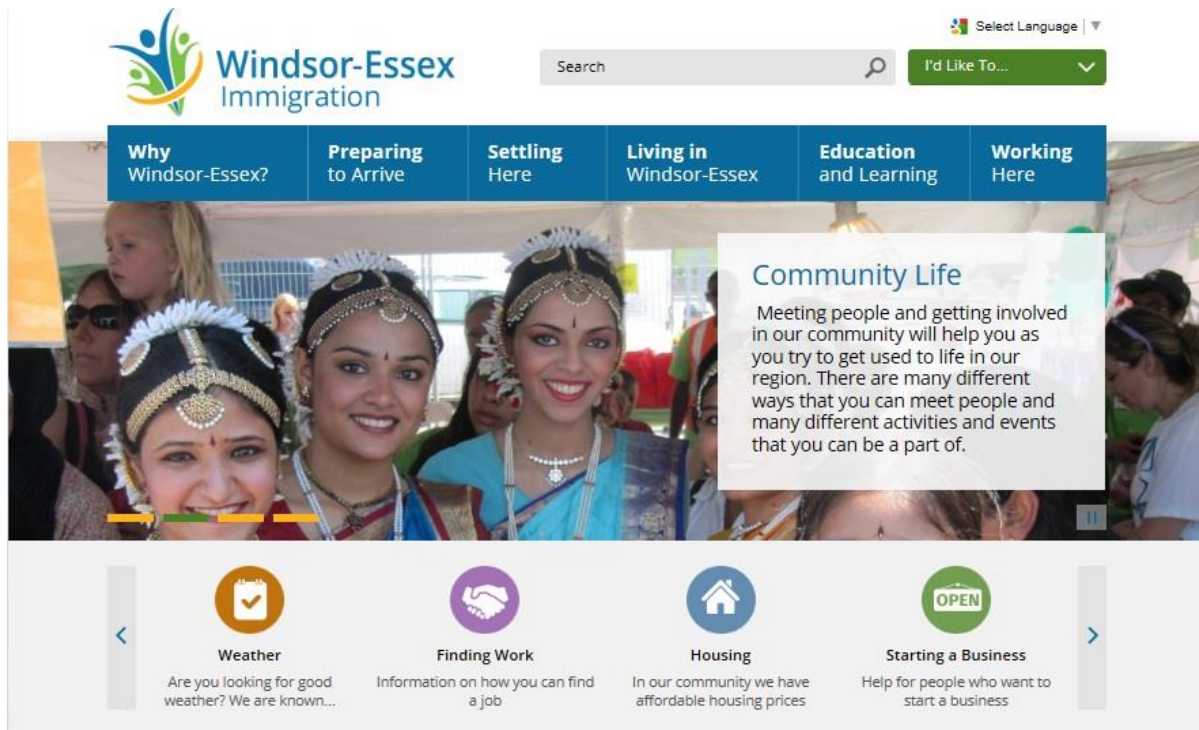 Select Language
Windsor-Essex
Immigration
Search
I'd Like To...
Why
Windsor-Essex?
Preparing
to Arrive
Settling
Here
Living in
Windsor-Essex
Education
and Learning
Working
Here
Community Life
Meeting people and getting involved
in our community will help you as
you try to get used to life in our
region. There are many different
ways that you can meet people and
many different activities and events
that you can be a part of.
OPEN
Weather
Are you looking for good
weather? We are known...
Finding Work
Information on how you can find
a job
Housing
In our community we have
affordable housing prices
Starting a Business
Help for people who want to
start a business